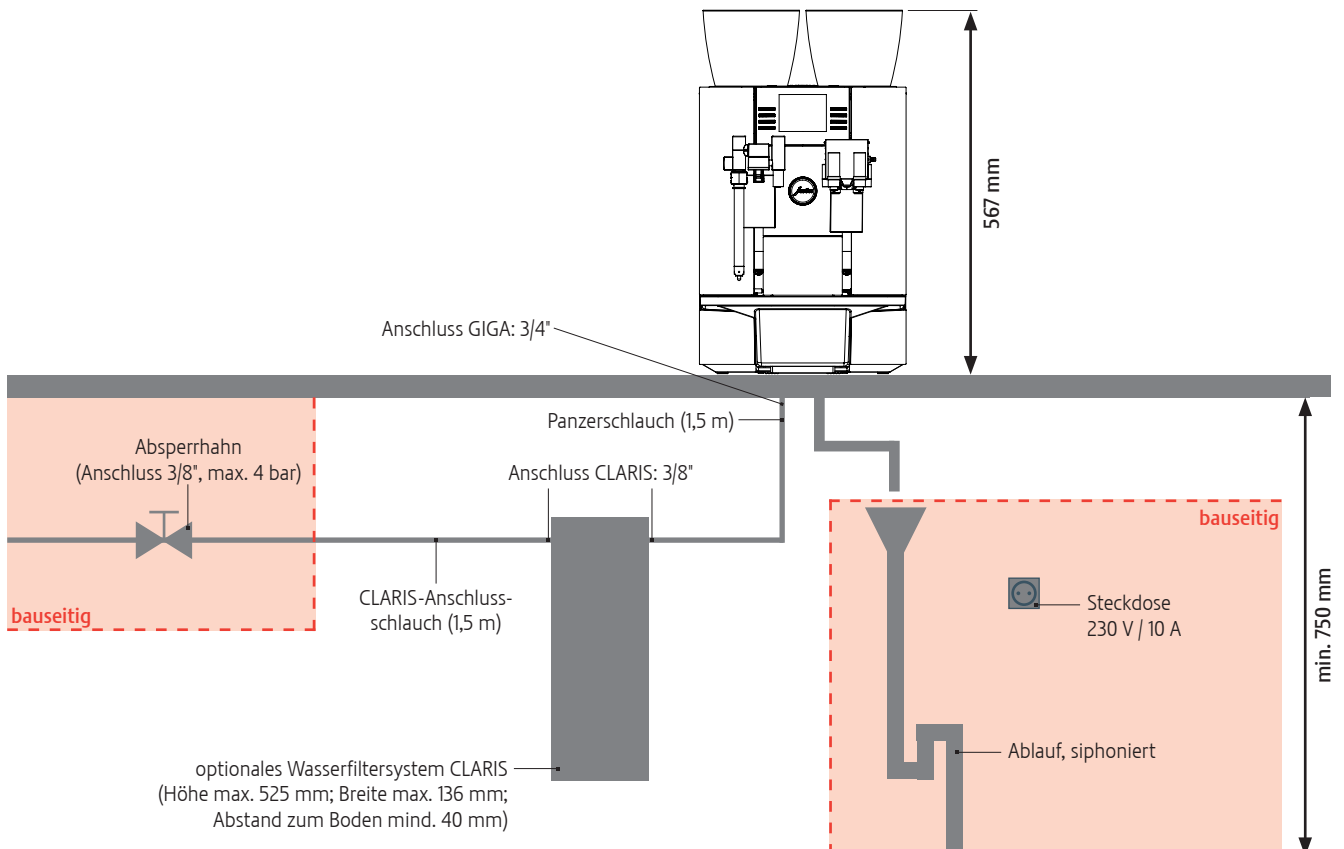 567 mm
Anschluss GIGA: 3/4"
Panzerschlauch (1,5 m)
Absperrhahn
(Anschluss 3/8", max. 4 bar)
Anschluss CLARIS: 3/8"
bauseitig
CLARIS-Anschluss-
schlauch (1,5 m)
bauseitig
Steckdose
230 V / 10 A
min. 750 mm
Ablauf, siphoniert
optionales Wasserfiltersystem CLARIS
(Höhe max. 525 mm; Breite max. 136 mm;
Abstand zum Boden mind. 40 mm)